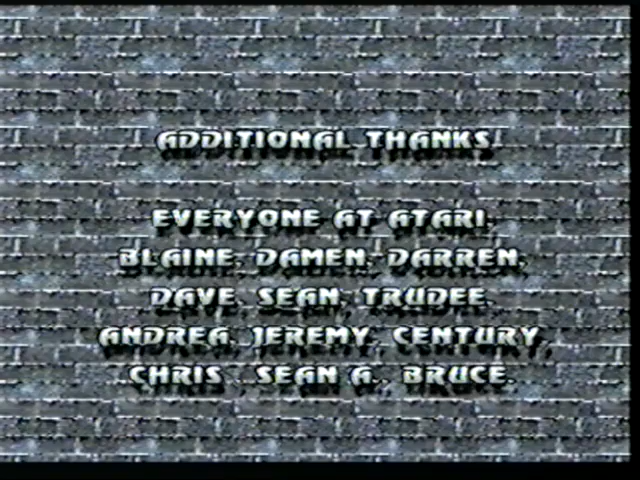 ADDITIONAL THANKS
EVERYONE AT ATARI,
BLAINE, DAMEN, DARREN,
DAVE, SEAN, TRUDEE,
ANDREA, JEREMY, CENTURY,
CHRIS , SEAN A., BRUCE.